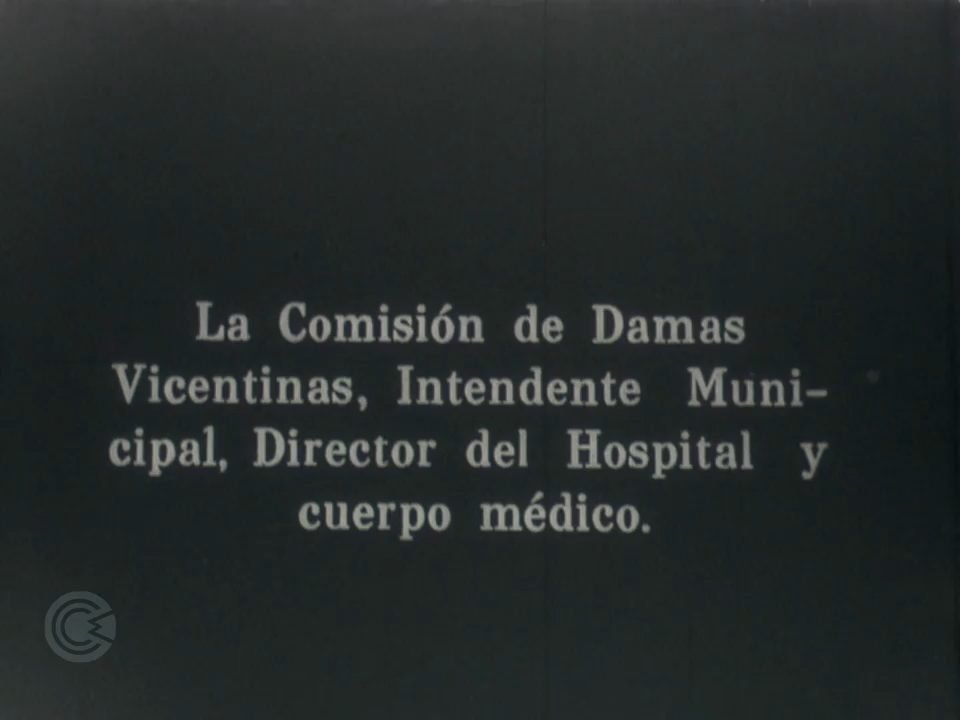 La Comisión de Damas
Vicentinas, Intendente Muni-
cipal, Director del Hospital y
cuerpo médico.